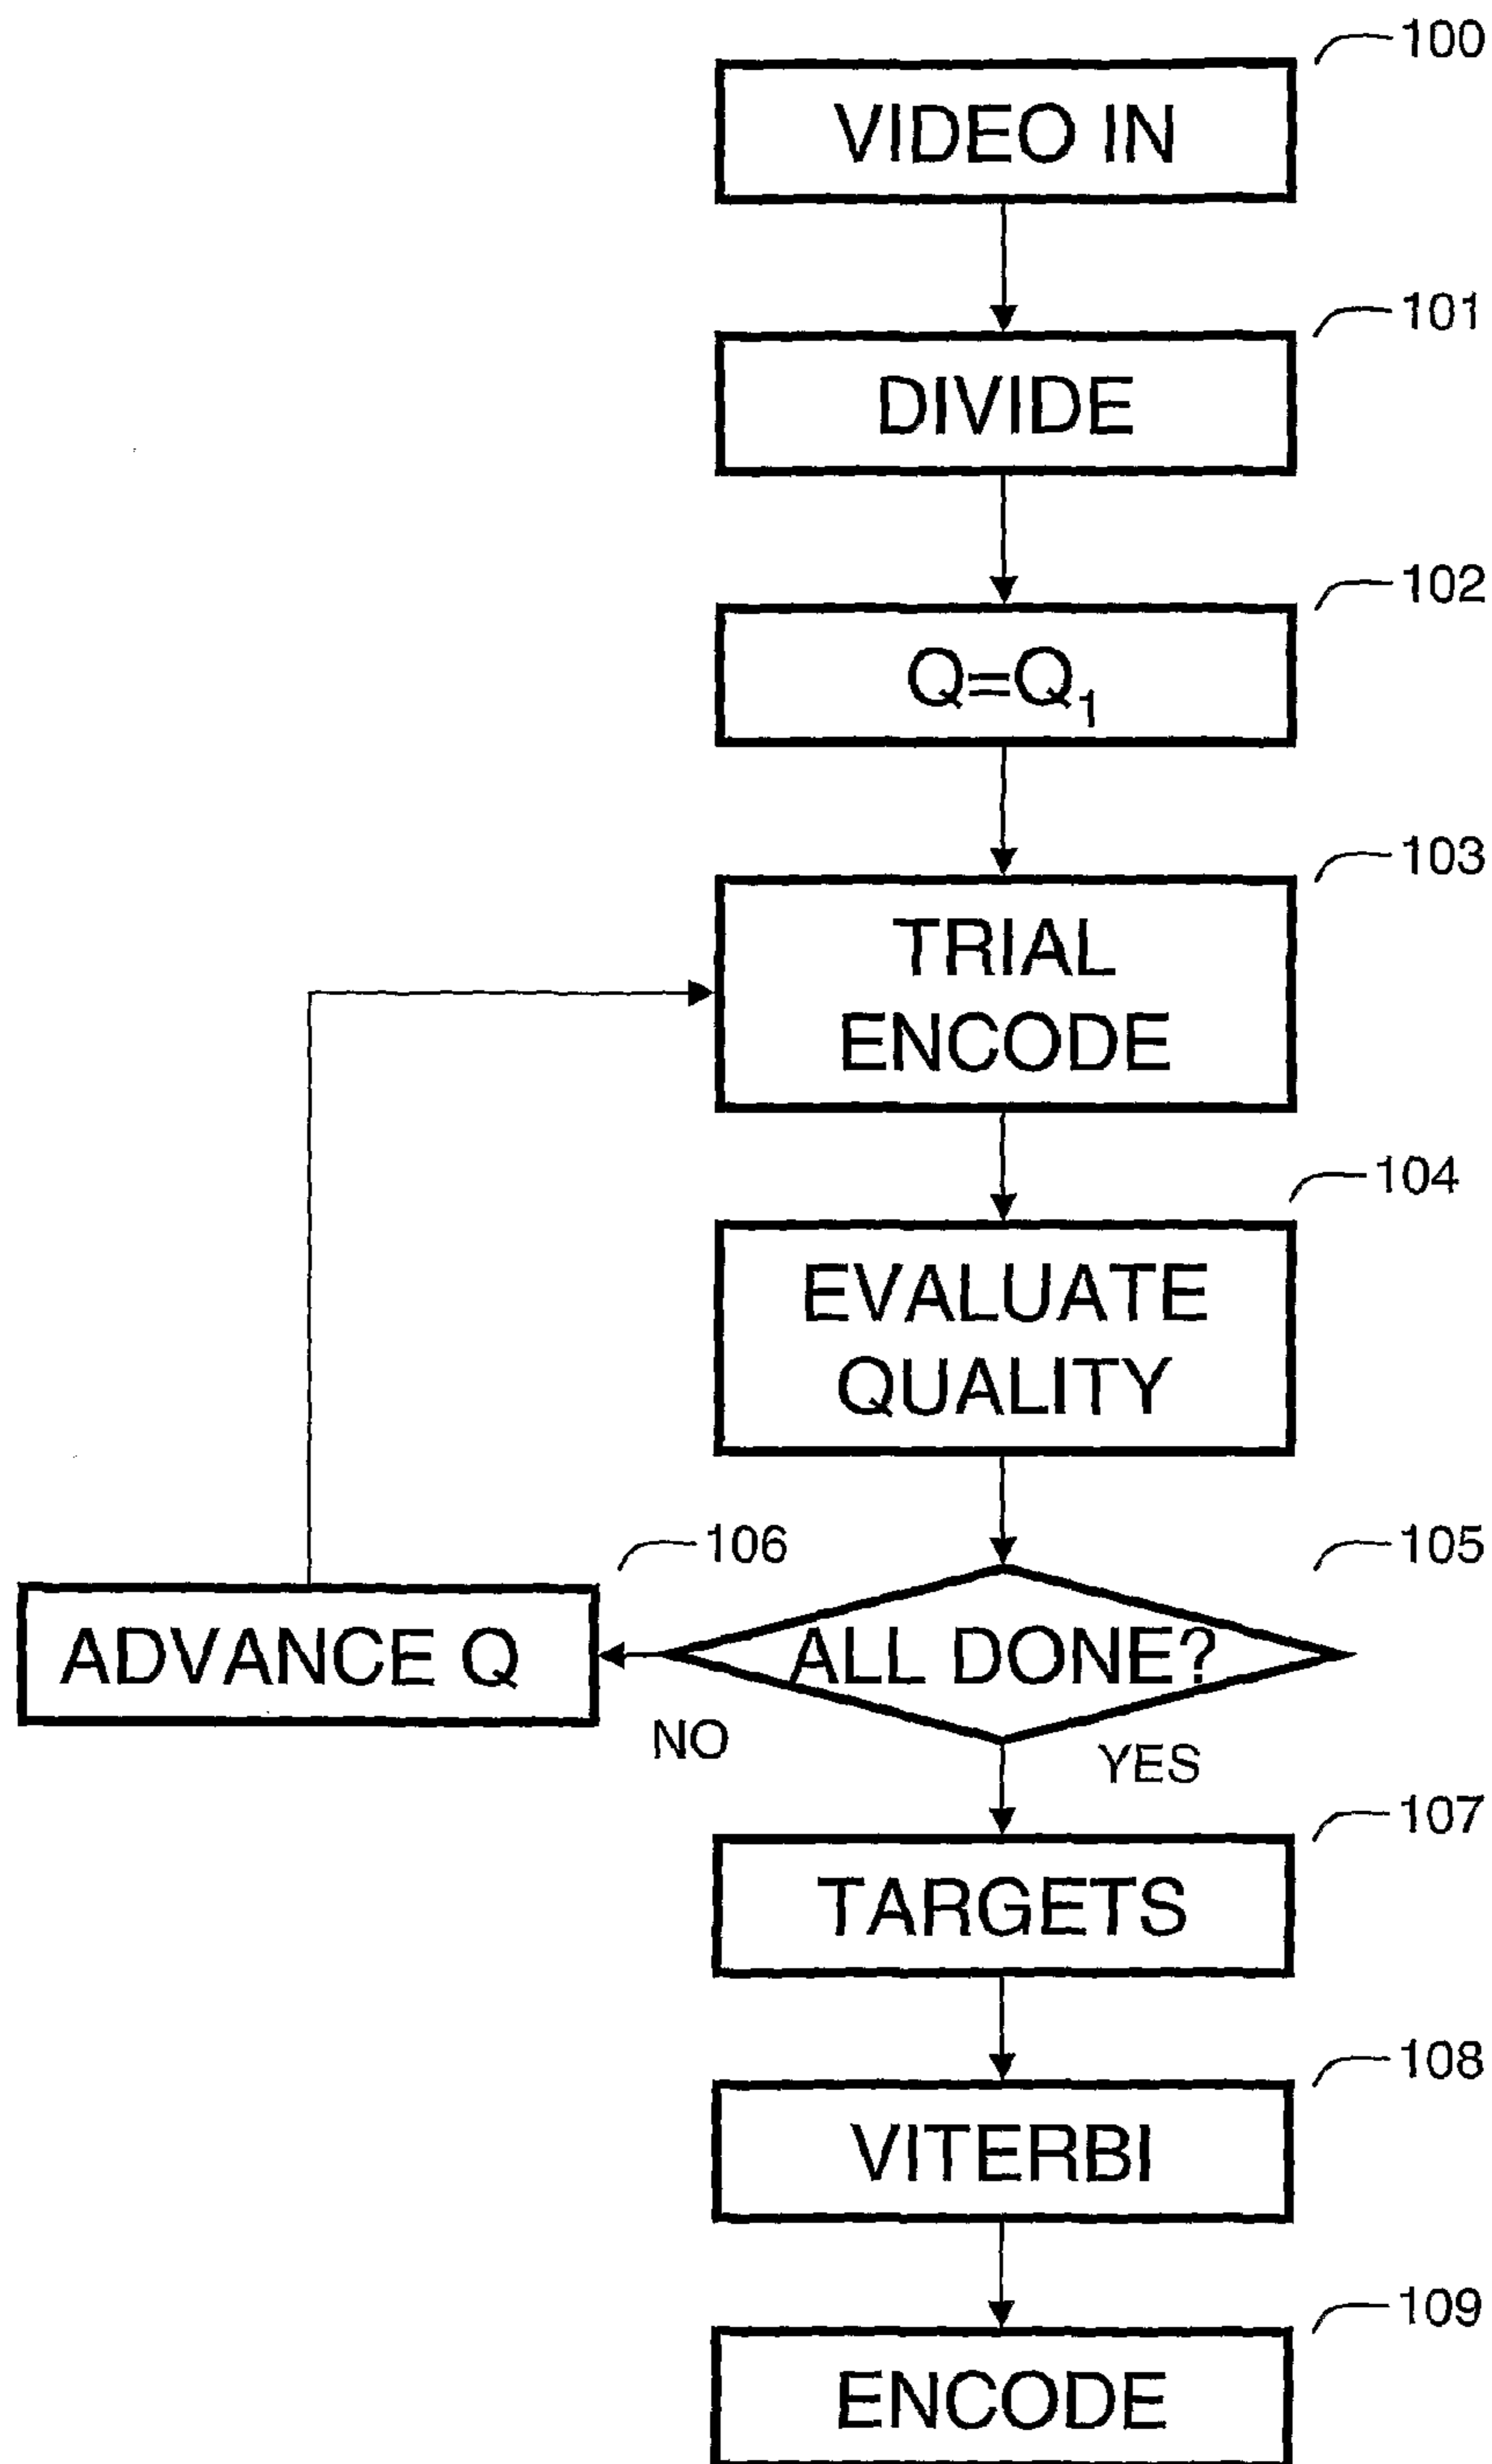 100
VIDEO IN
101
DIVIDE
102
Q=Q₁
103
TRIAL
ENCODE
104
EVALUATE
QUALITY
106
105
ADVANCE Q
ALL DONE?
NO
YES
107
TARGETS
108
VITERBI
109
ENCODE